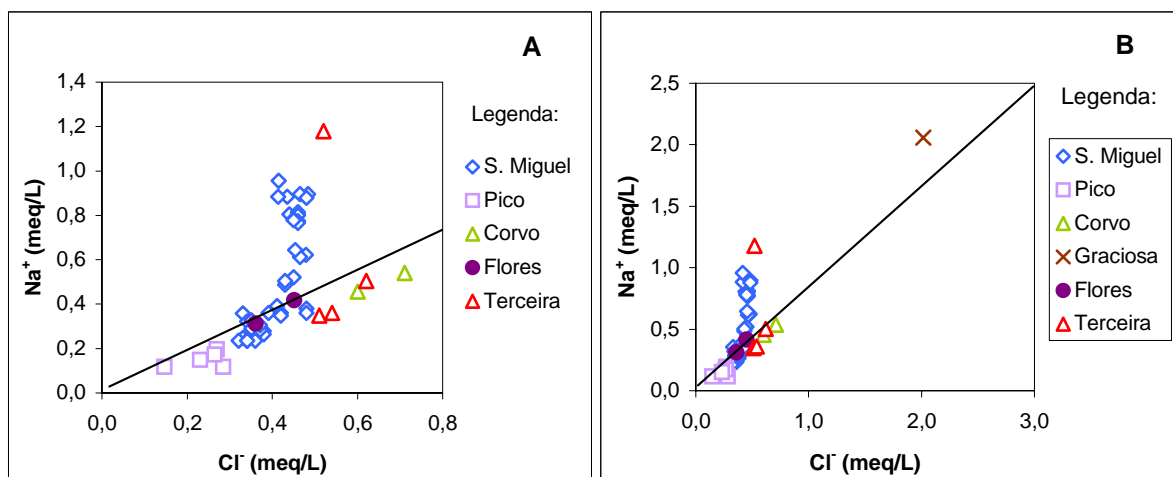 A
1,4
1,2
1,0
0,8
0,6
0,4
0,2
0,0
0,0 0,2 0,4 0,6 0,8
Na⁺ (meq/L)
Cl⁻ (meq/L)
Legenda:
S. Miguel
Pico
Corvo
Flores
Terceira
B
2,5
2,0
1,5
1,0
0,5
0,0
0,0 1,0 2,0 3,0
Na⁺ (meq/L)
Cl⁻ (meq/L)
Legenda:
S. Miguel
Pico
Corvo
Graciosa
Flores
Terceira